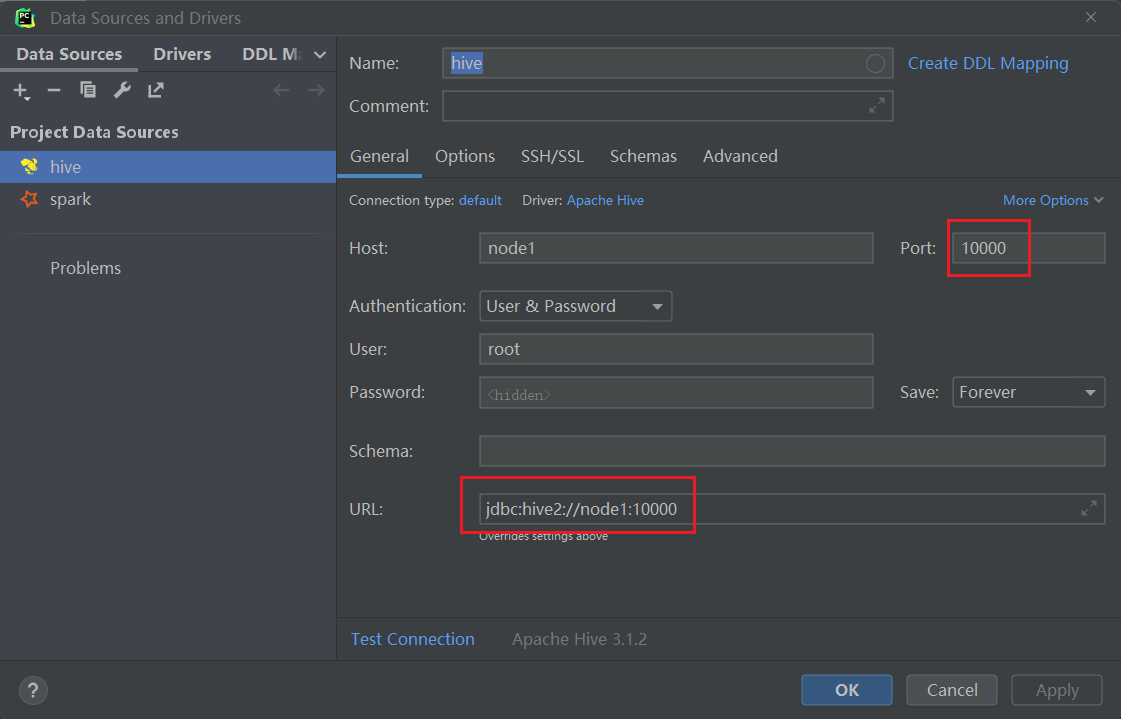 Data Sources and Drivers
Data Sources Drivers DDL Ma
Project Data Sources
hive
spark
Problems
Name: hive Create DDL Mapping
Comment:
General Options SSH/SSL Schemas Advanced
Connection type: default Driver: Apache Hive More Options
Host: node1 Port: 10000
Authentication: User & Password
User: root
Password: <hidden> Save: Forever
Schema:
URL: jdbc:hive2://node1:10000
Overrides settings above
Test Connection Apache Hive 3.1.2
? OK Cancel Apply